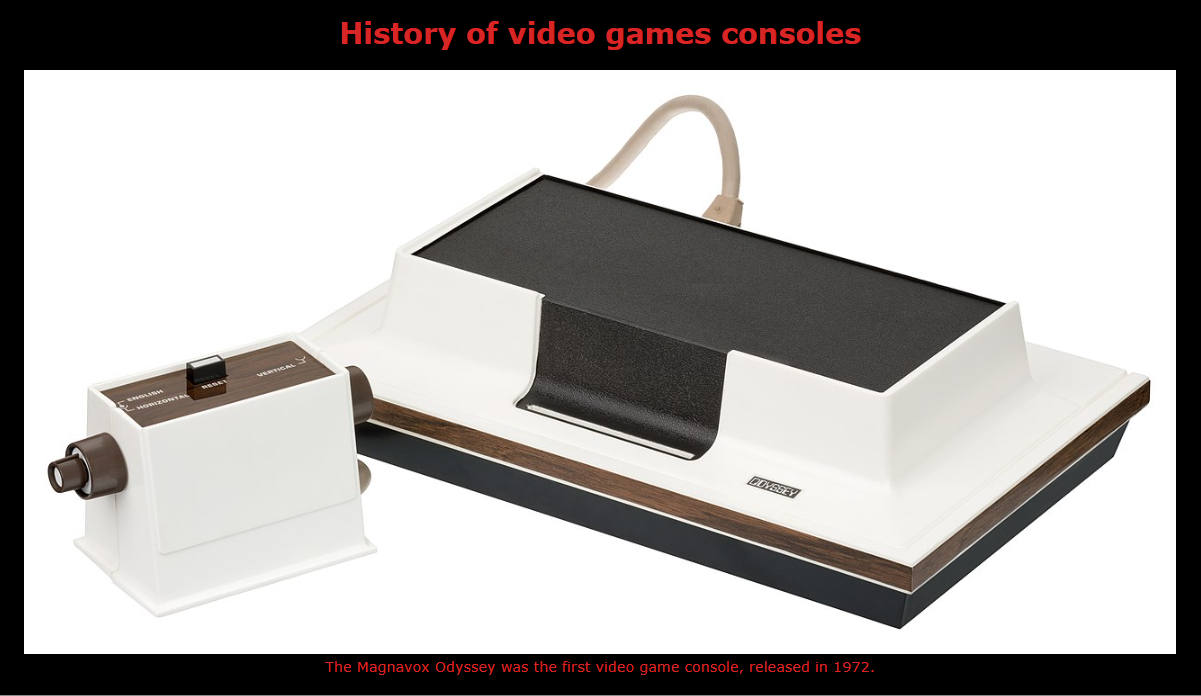 History of video games consoles
ENGLISH
HORIZONTAL
RESET
VERTICAL
ODYSSEY
The Magnavox Odyssey was the first video game console, released in 1972.